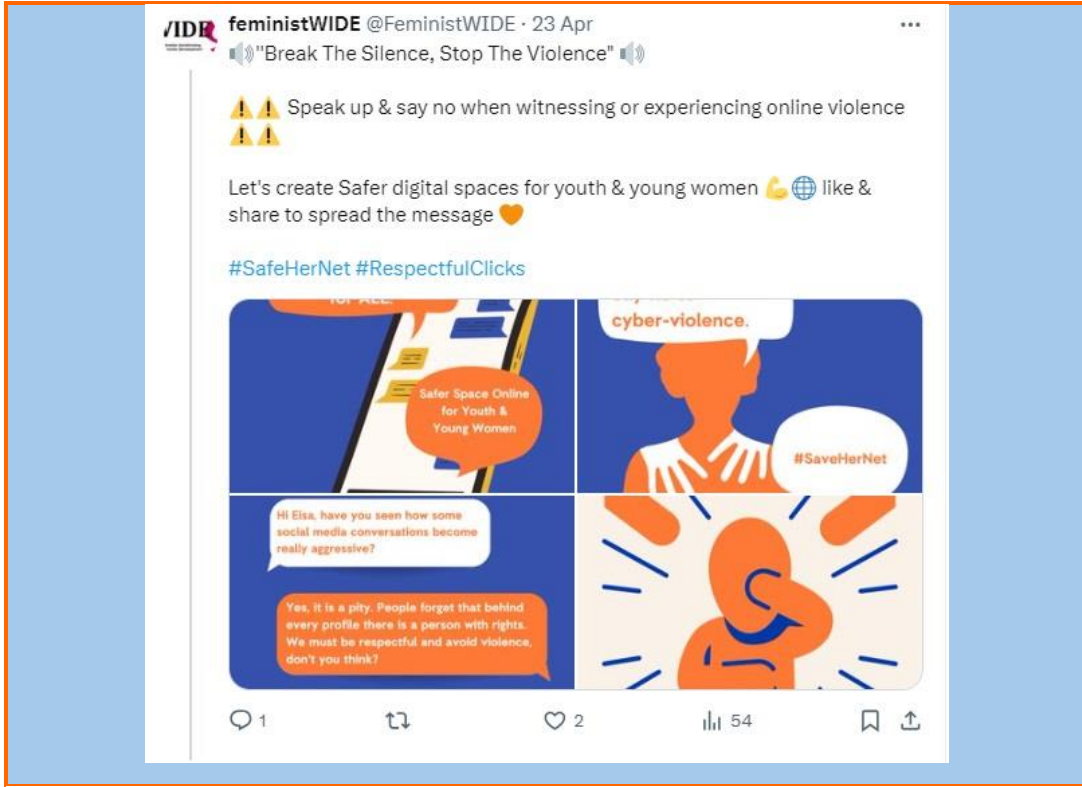 /IDE
feministWIDE @FeministWIDE · 23 Apr
"Break The Silence, Stop The Violence"
Speak up & say no when witnessing or experiencing online violence
Let's create Safer digital spaces for youth & young women like &
share to spread the message
#SafeHerNet #RespectfulClicks
Safer Space Online
for Youth &
Young Women
cyber-violence.
#SaveHerNet
Hi Elsa, have you seen how some
social media conversations become
really aggressive?
Yes, it is a pity. People forget that behind
every profile there is a person with rights.
We must be respectful and avoid violence,
don't you think?
1
2
54